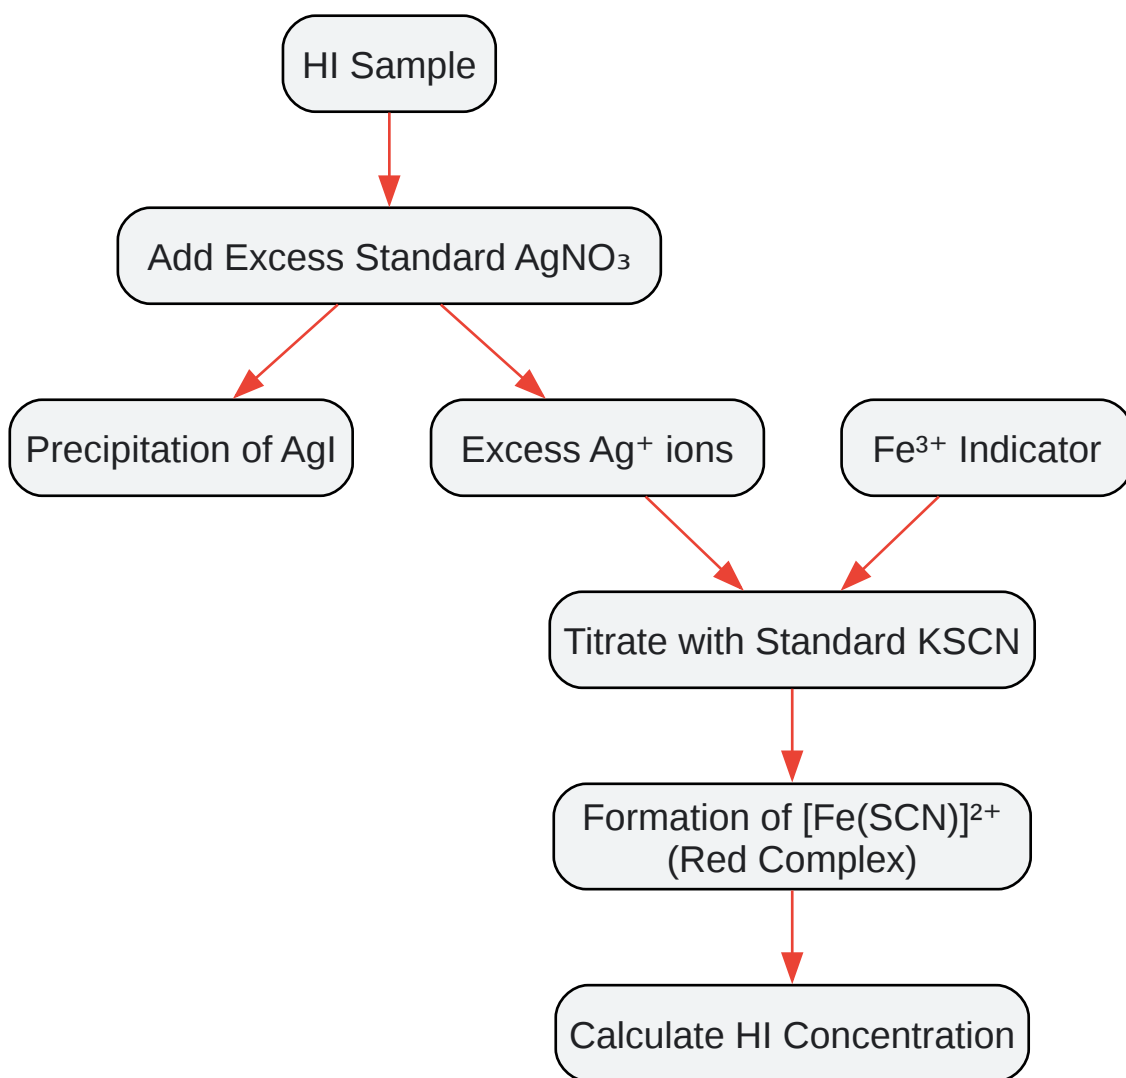 HI Sample
Add Excess Standard AgNO₃
Precipitation of AgI
Excess Ag⁺ ions
Fe³⁺ Indicator
Titrate with Standard KSCN
Formation of [Fe(SCN)]²⁺
(Red Complex)
Calculate HI Concentration